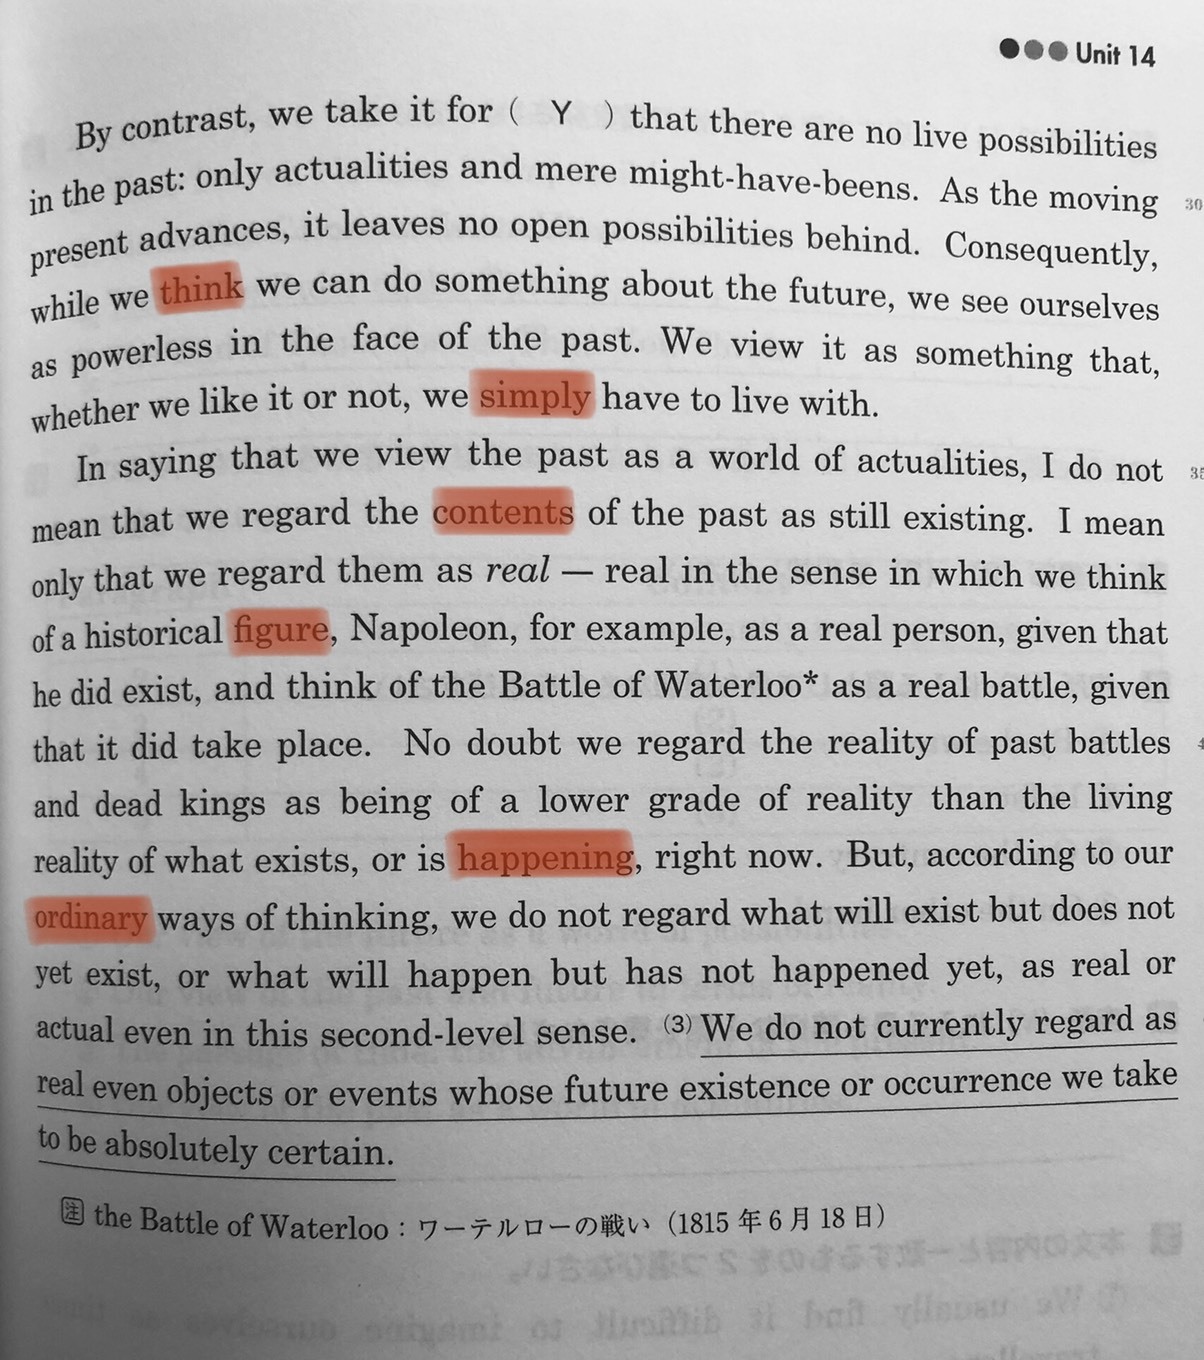 ●●● Unit 14
By contrast, we take it for ( Y ) that there are no live possibilities
in the past: only actualities and mere might-have-beens. As the moving
30
present advances, it leaves no open possibilities behind. Consequently,
while we think we can do something about the future, we see ourselves
as powerless in the face of the past. We view it as something that,
whether we like it or not, we simply have to live with.
In saying that we view the past as a world of actualities, I do not
35
mean that we regard the contents of the past as still existing. I mean
only that we regard them as real — real in the sense in which we think
of a historical figure, Napoleon, for example, as a real person, given that
he did exist, and think of the Battle of Waterloo* as a real battle, given
that it did take place. No doubt we regard the reality of past battles
and dead kings as being of a lower grade of reality than the living
reality of what exists, or is happening, right now. But, according to our
ordinary ways of thinking, we do not regard what will exist but does not
yet exist, or what will happen but has not happened yet, as real or
actual even in this second-level sense. (3) We do not currently regard as
real even objects or events whose future existence or occurrence we take
to be absolutely certain.
注 the Battle of Waterloo：ワーテルローの戦い（1815 年 6 月 18 日）